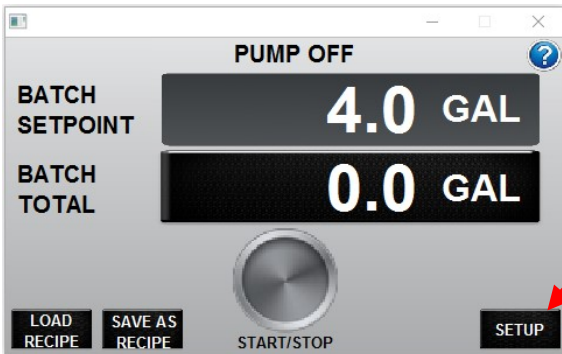 PUMP OFF
?
BATCH
SETPOINT
4.0 GAL
BATCH
TOTAL
0.0 GAL
LOAD
RECIPE
SAVE AS
RECIPE
START/STOP
SETUP